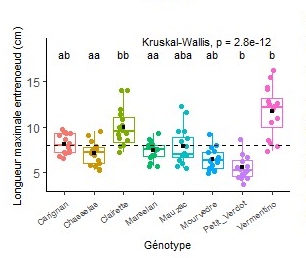 Kruskal-Wallis, p = 2.8e-12
ab aa bb aa aba ab b b
Longueur maximale entrenoeud (cm)
15
10
5
Carignan Chasselas Clairette Marselan Mauzac Mourvedre Petit_Verdot Vermentino
Génotype